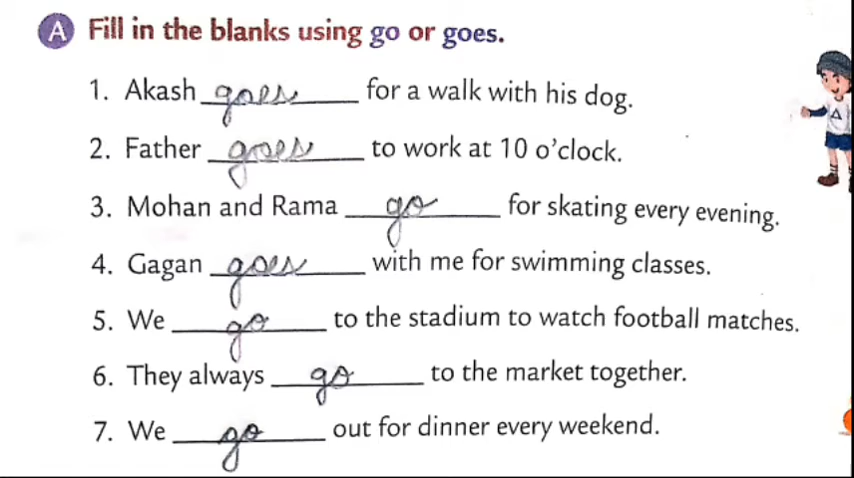 A Fill in the blanks using go or goes.
1. Akash goes for a walk with his dog.
2. Father goes to work at 10 o'clock.
3. Mohan and Rama go for skating every evening.
4. Gagan goes with me for swimming classes.
5. We go to the stadium to watch football matches.
6. They always go to the market together.
7. We go out for dinner every weekend.